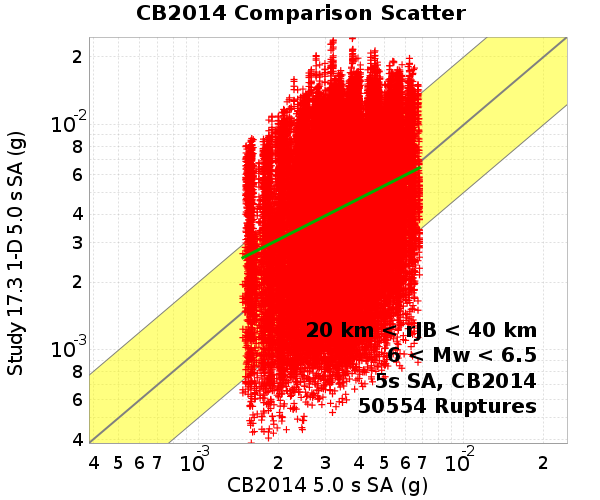 CB2014 Comparison Scatter
Study 17.3 1-D 5.0 s SA (g)
2
10-2
8
6
4
3
2
10-3
8
6
4
20 km < rJB < 40 km
6 < Mw < 6.5
5s SA, CB2014
50554 Ruptures
4 5 6 7 10-3 2 3 4 5 6 7 10-2 2
CB2014 5.0 s SA (g)